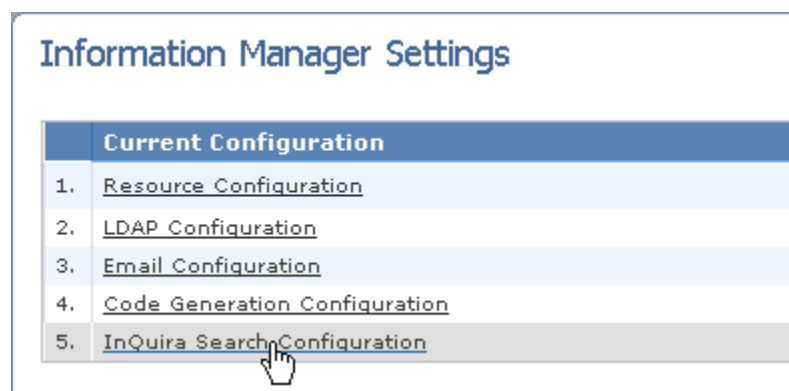 Information Manager Settings
Current Configuration
1. Resource Configuration
2. LDAP Configuration
3. Email Configuration
4. Code Generation Configuration
5. InQuira Search Configuration